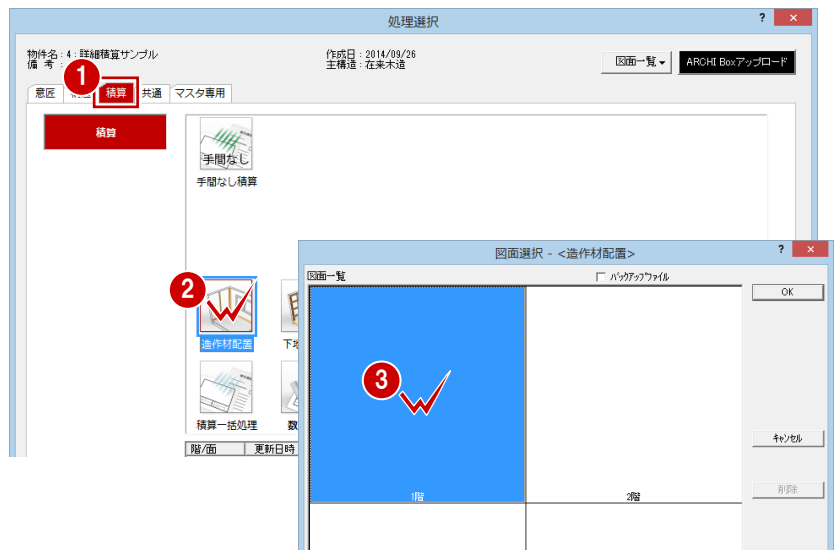 処理選択
? ×
物件名:4:詳細積算サンプル
作成日:2014/09/26
備 考:
主構造:在来木造
図面一覧
ARCHI Boxアップロード
1
意匠
積算
共通
マスタ専用
積算
手間なし
手間なし積算
図面選択 - <造作材配置>
? ×
図面一覧
バックアップファイル
OK
2
造作材配置
3
積算一括処理
キャンセル
階/面
更新日時
削除
1階
2階